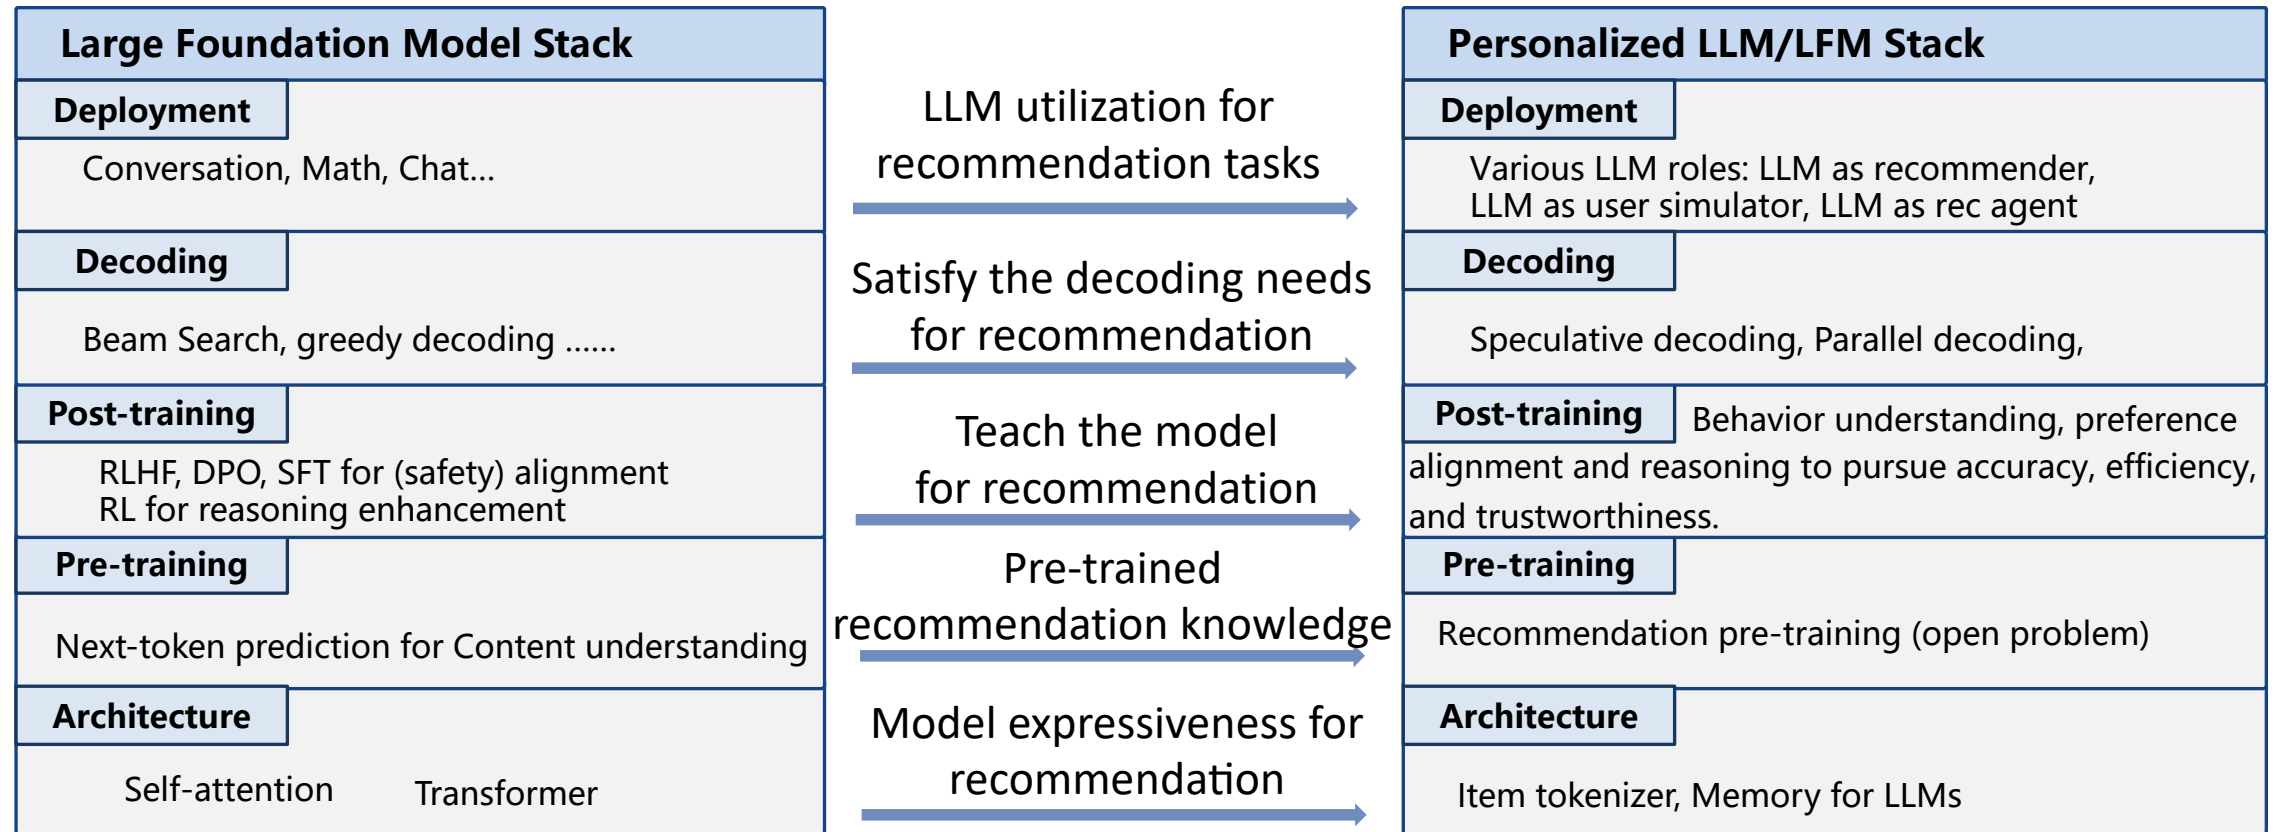 Large Foundation Model Stack
Deployment
Conversation, Math, Chat...
Decoding
Beam Search, greedy decoding ......
Post-training
RLHF, DPO, SFT for (safety) alignment
RL for reasoning enhancement
Pre-training
Next-token prediction for Content understanding
Architecture
Self-attention Transformer
LLM utilization for
recommendation tasks
Satisfy the decoding needs
for recommendation
Teach the model
for recommendation
Pre-trained
recommendation knowledge
Model expressiveness for
recommendation
Personalized LLM/LFM Stack
Deployment
Various LLM roles: LLM as recommender,
LLM as user simulator, LLM as rec agent
Decoding
Speculative decoding, Parallel decoding,
Post-training Behavior understanding, preference
alignment and reasoning to pursue accuracy, efficiency,
and trustworthiness.
Pre-training
Recommendation pre-training (open problem)
Architecture
Item tokenizer, Memory for LLMs